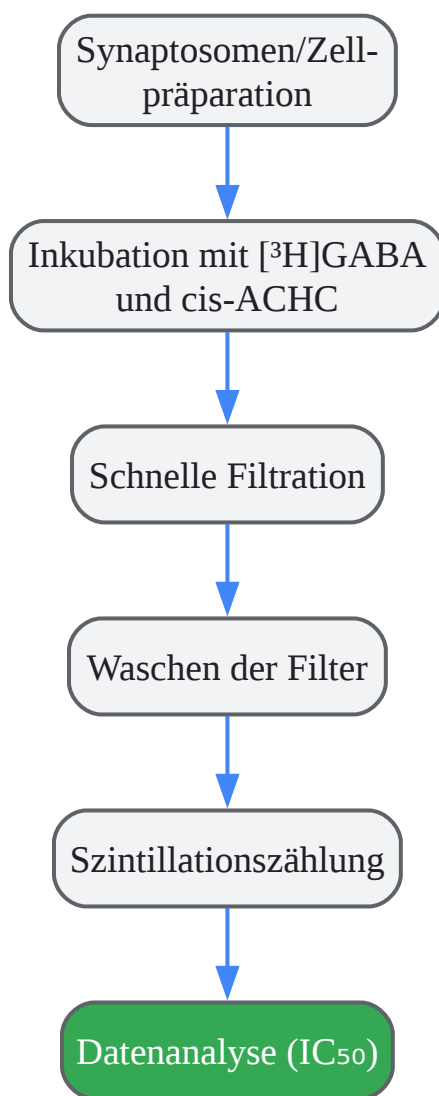 Synaptosomen/Zell-
präparation
Inkubation mit [³H]GABA
und cis-ACHC
Schnelle Filtration
Waschen der Filter
Szintillationszählung
Datenanalyse (IC₅₀)